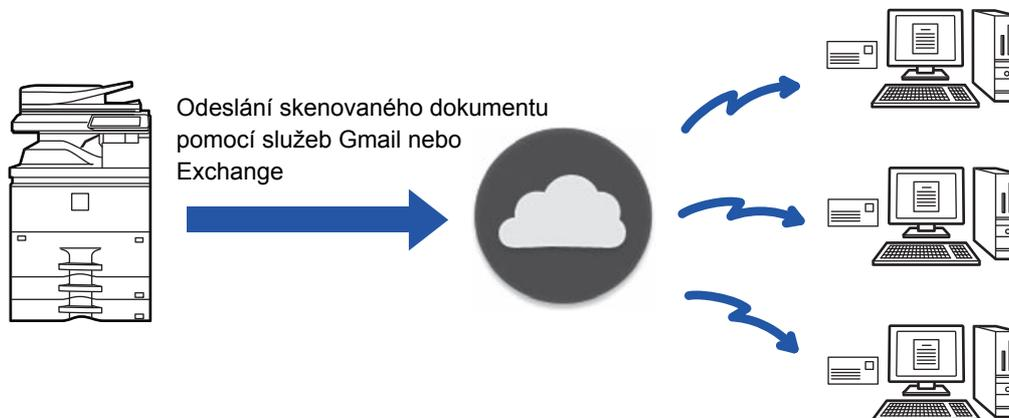 Odeslání skenovaného dokumentu
pomocí služeb Gmail nebo
Exchange